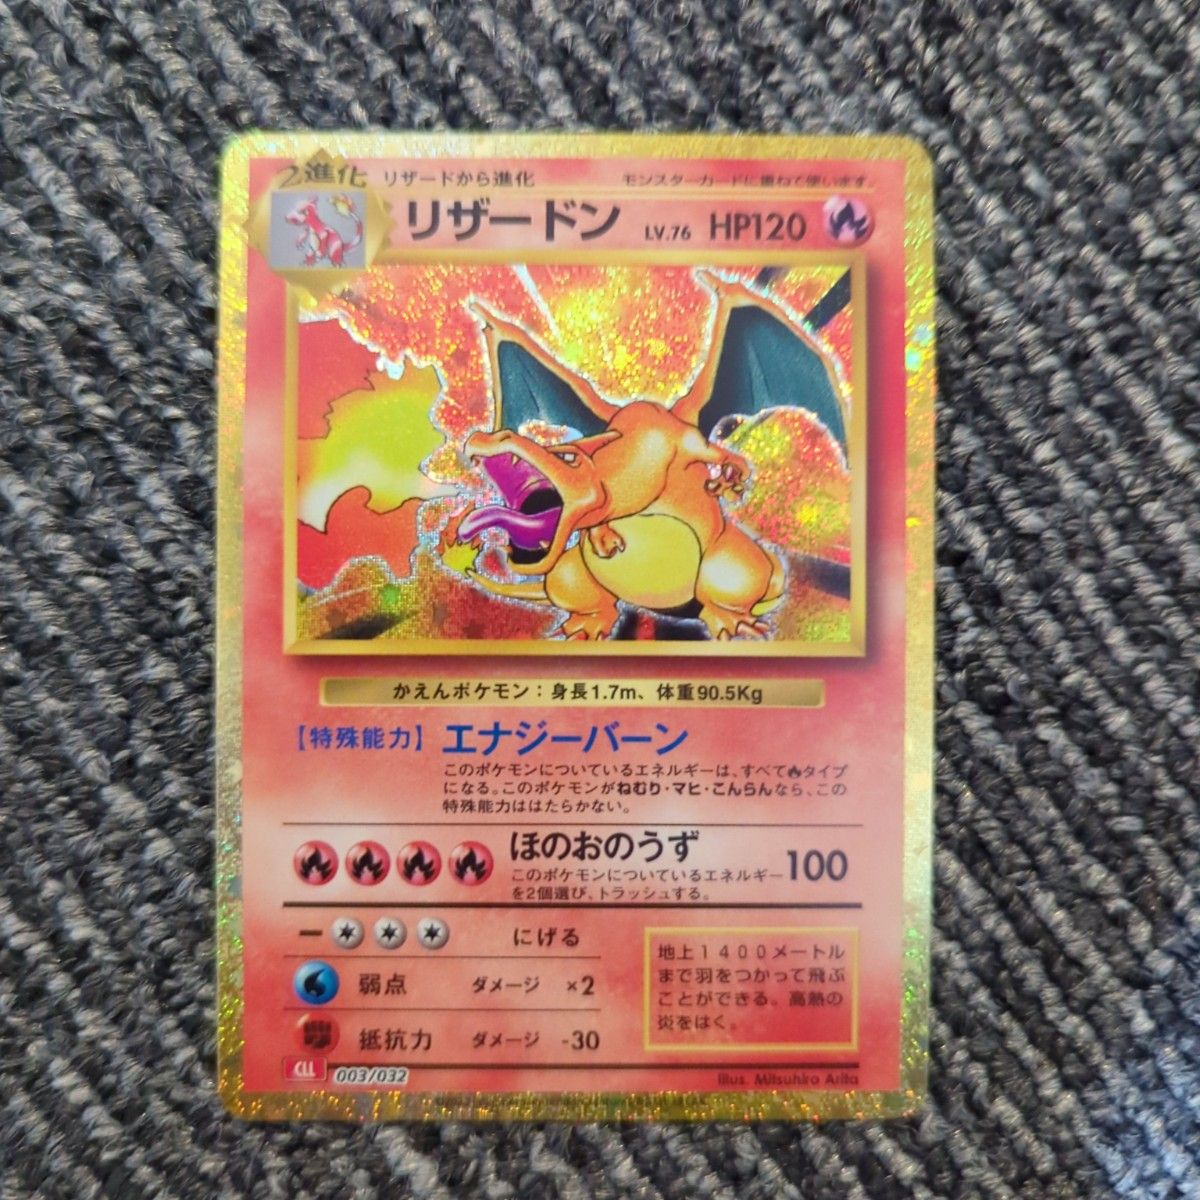 2進化 リザードから進化 モンスターカードに重ねて使います。
リザードン LV.76 HP120
かえんポケモン：身長1.7m、体重90.5Kg
【特殊能力】エナジーバーン
このポケモンについているエネルギーは、すべて🔥タイプ
になる。このポケモンがねむり・マヒ・こんらんなら、この
特殊能力ははたらかない。
ほのおのうず 100
このポケモンについているエネルギー
を2個選び、トラッシュする。
にげる
弱点 ダメージ ×2
抵抗力 ダメージ -30
地上1400メートル
まで羽をつかって飛ぶ
ことができる。高熱の
炎をはく。
CLL 003/032
Illus. Mitsuhiro Arita